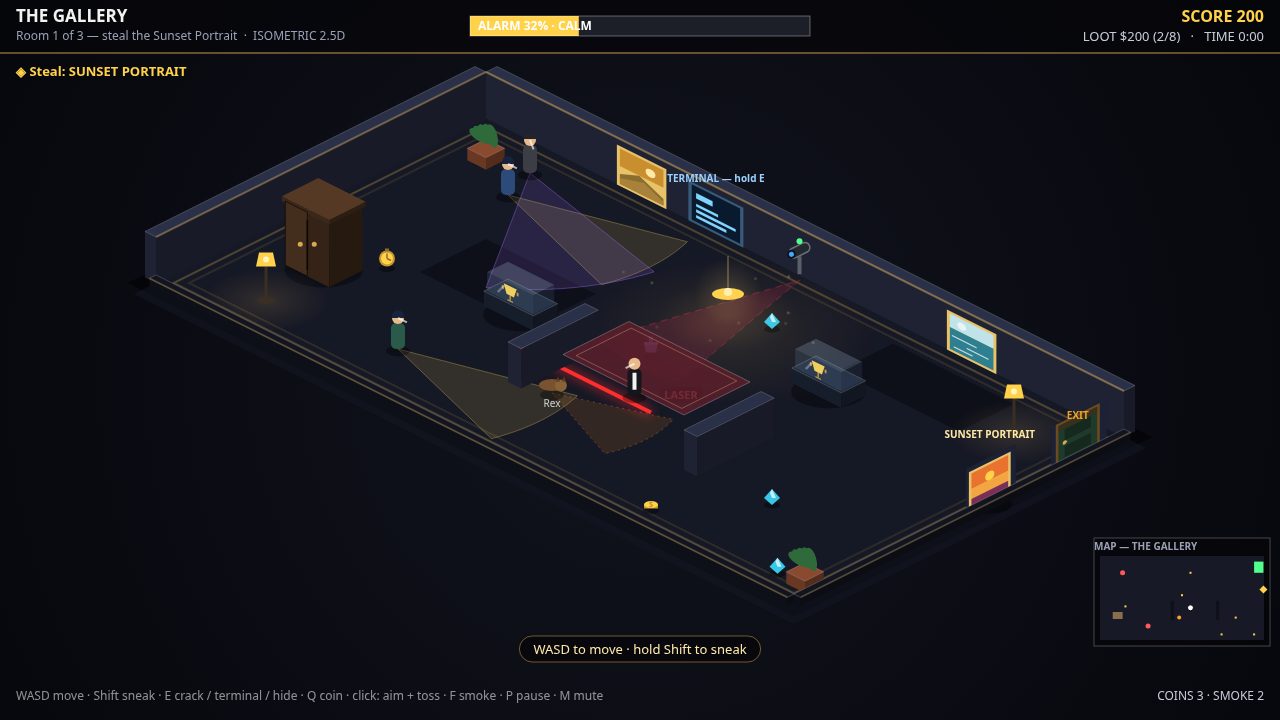 THE GALLERY
Room 1 of 3 — steal the Sunset Portrait · ISOMETRIC 2.5D
ALARM 32% · CALM
SCORE 200
LOOT $200 (2/8) · TIME 0:00
◈ Steal: SUNSET PORTRAIT
TERMINAL — hold E
LASER
Rex
EXIT
SUNSET PORTRAIT
MAP — THE GALLERY
WASD to move · hold Shift to sneak
WASD move · Shift sneak · E crack / terminal / hide · Q coin · click: aim + toss · F smoke · P pause · M mute
COINS 3 · SMOKE 2